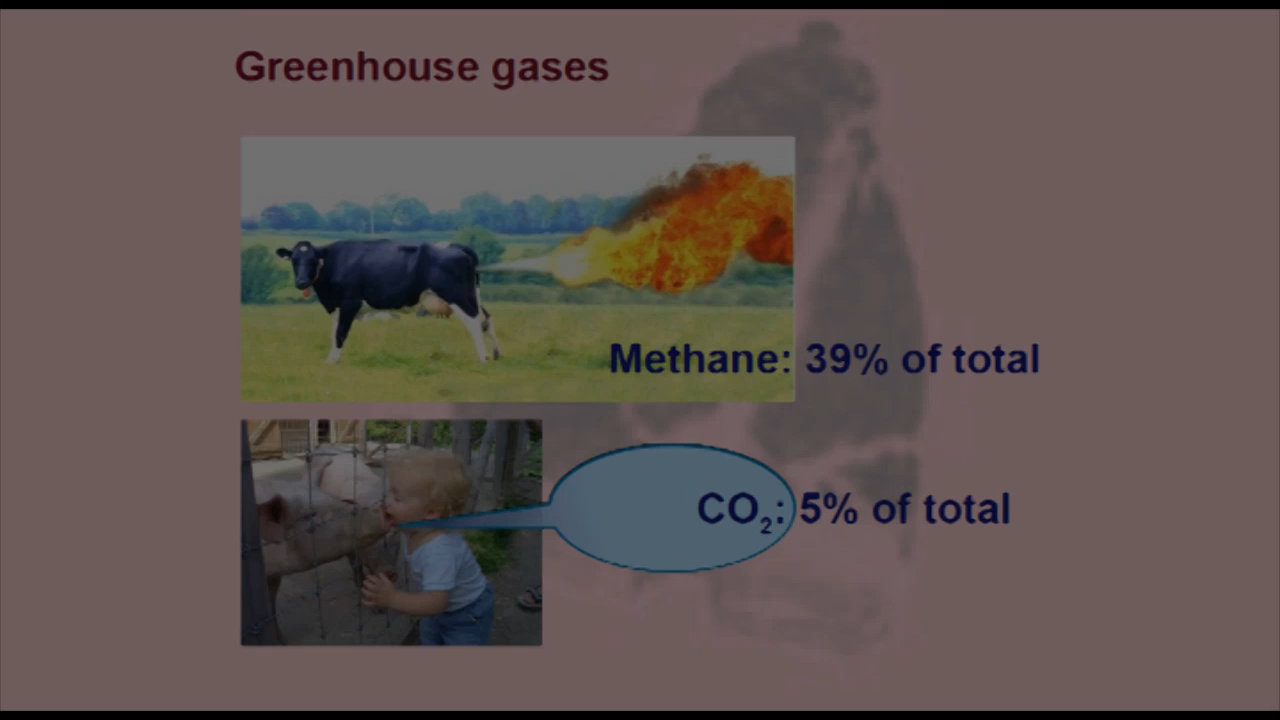 Greenhouse gases
Methane: 39% of total
CO₂: 5% of total